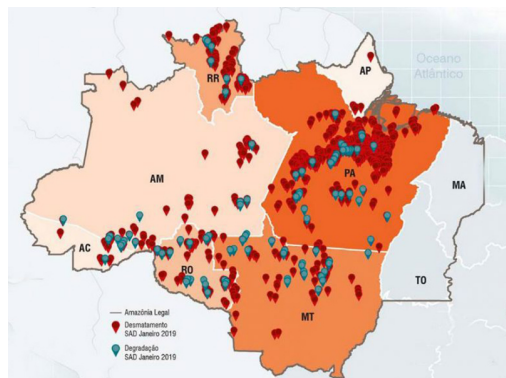 RR
AP
Oceano
Atlântico
AM
PA
MA
AC
RO
TO
MT
Amazônia Legal
Desmatamento
SAD Janeiro 2019
Degradação
SAD Janeiro 2019